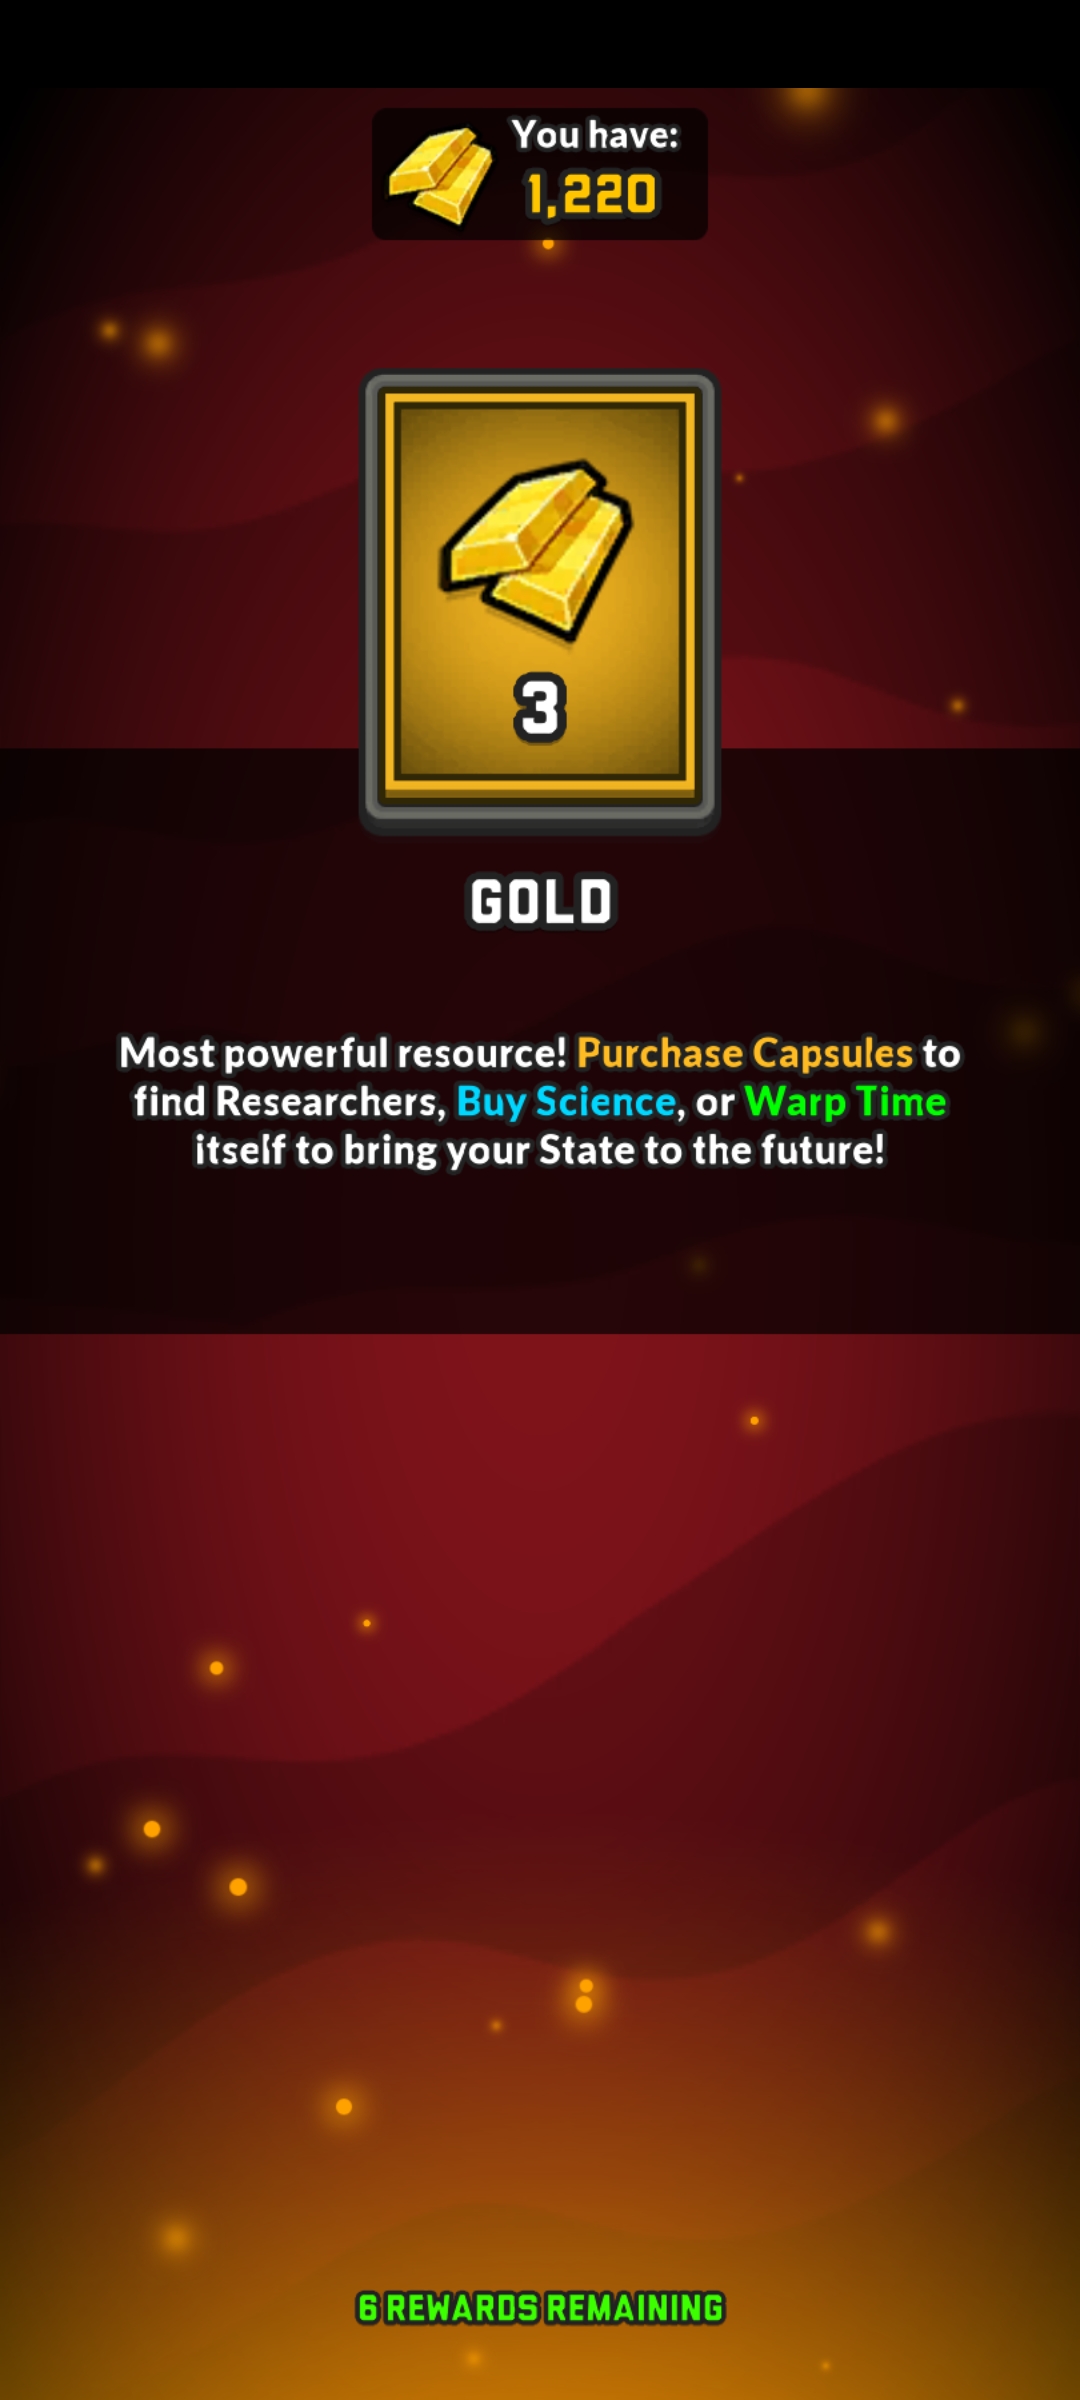 You have:
1,220
3
GOLD
Most powerful resource! Purchase Capsules to
find Researchers, Buy Science, or Warp Time
itself to bring your State to the future!
6 REWARDS REMAINING